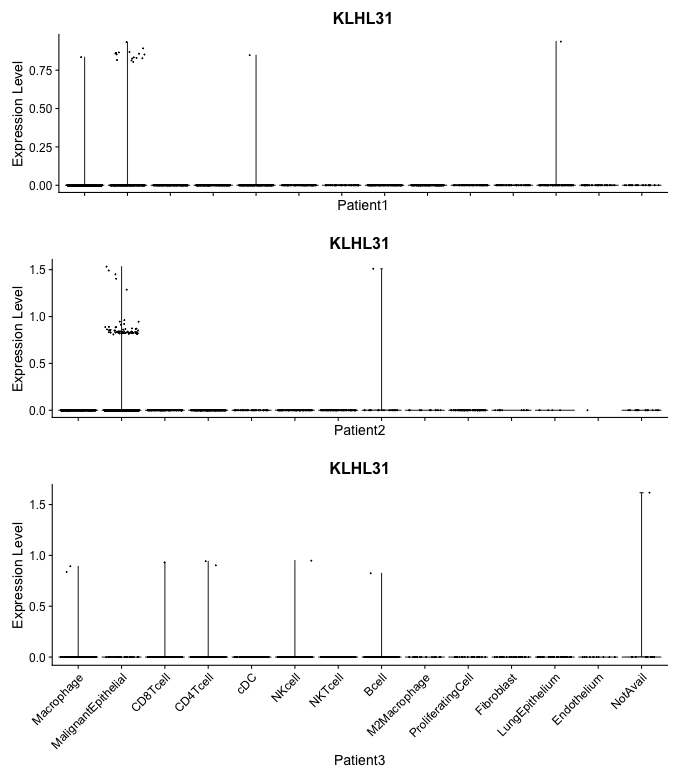 KLHL31
Expression Level
0.75
0.50
0.25
0.00
Patient1
KLHL31
Expression Level
1.5
1.0
0.5
0.0
Patient2
KLHL31
Expression Level
1.5
1.0
0.5
0.0
Macrophage
MalignantEpithelial
CD8Tcell
CD4Tcell
cDC
NKcell
NKTcell
Bcell
M2Macrophage
ProliferatingCell
Fibroblast
LungEpithelium
Endothelium
NotAvail
Patient3